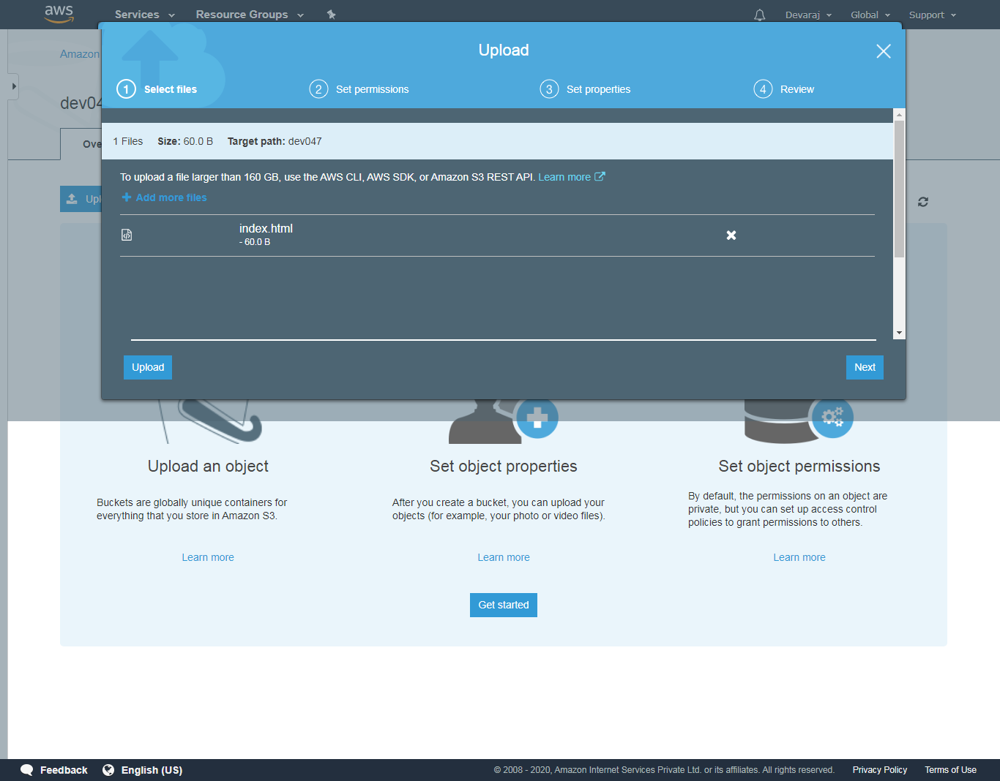 aws
Services
Resource Groups
Devaraj
Global
Support
Amazon
dev04
Ove
Upl
Upload
1 Select files
2 Set permissions
3 Set properties
4 Review
1 Files Size: 60.0 B Target path: dev047
To upload a file larger than 160 GB, use the AWS CLI, AWS SDK, or Amazon S3 REST API. Learn more
Add more files
index.html
- 60.0 B
Upload
Next
Upload an object
Buckets are globally unique containers for
everything that you store in Amazon S3.
Learn more
Set object properties
After you create a bucket, you can upload your
objects (for example, your photo or video files).
Learn more
Set object permissions
By default, the permissions on an object are
private, but you can set up access control
policies to grant permissions to others.
Learn more
Get started
Feedback
English (US)
© 2008 - 2020, Amazon Internet Services Private Ltd. or its affiliates. All rights reserved.
Privacy Policy
Terms of Use